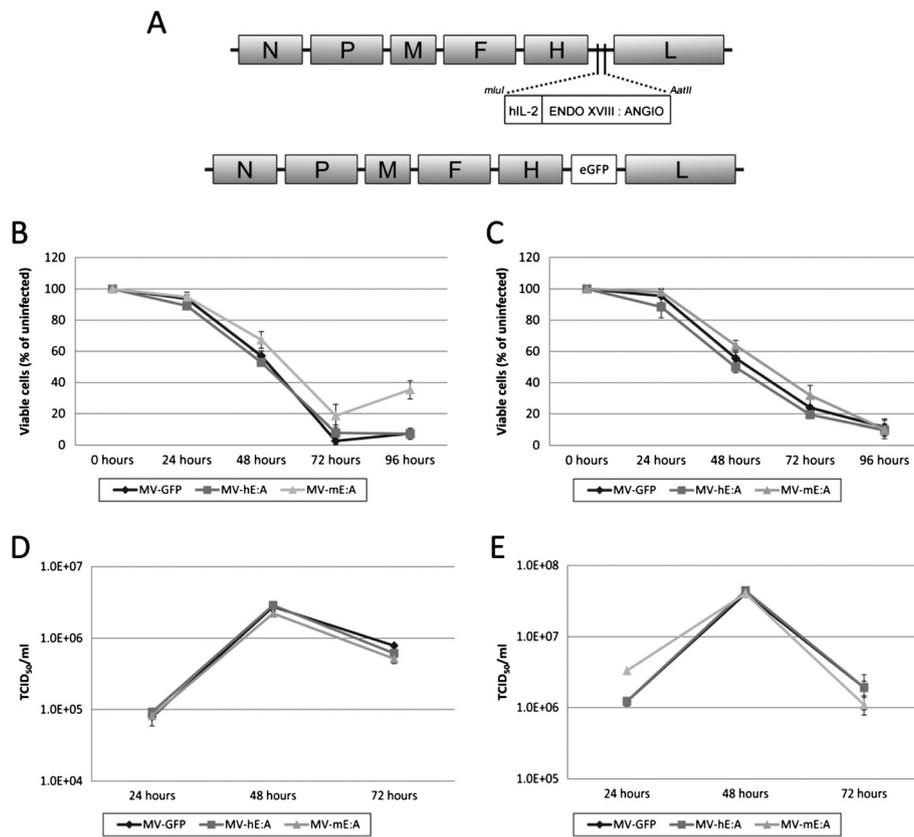 A
N P M F H L
mluI AatII
hIL-2 ENDO XVIII : ANGIO
N P M F H eGFP L
B
Viable cells (% of uninfected)
120
100
80
60
40
20
0
0 hours 24 hours 48 hours 72 hours 96 hours
MV-GFP MV-hE:A MV-mE:A
C
Viable cells (% of uninfected)
120
100
80
60
40
20
0
0 hours 24 hours 48 hours 72 hours 96 hours
MV-GFP MV-hE:A MV-mE:A
D
TCID50/ml
1.0E+07
1.0E+06
1.0E+05
1.0E+04
24 hours 48 hours 72 hours
MV-GFP MV-hE:A MV-mE:A
E
TCID50/ml
1.0E+08
1.0E+07
1.0E+06
1.0E+05
24 hours 48 hours 72 hours
MV-GFP MV-hE:A MV-mE:A